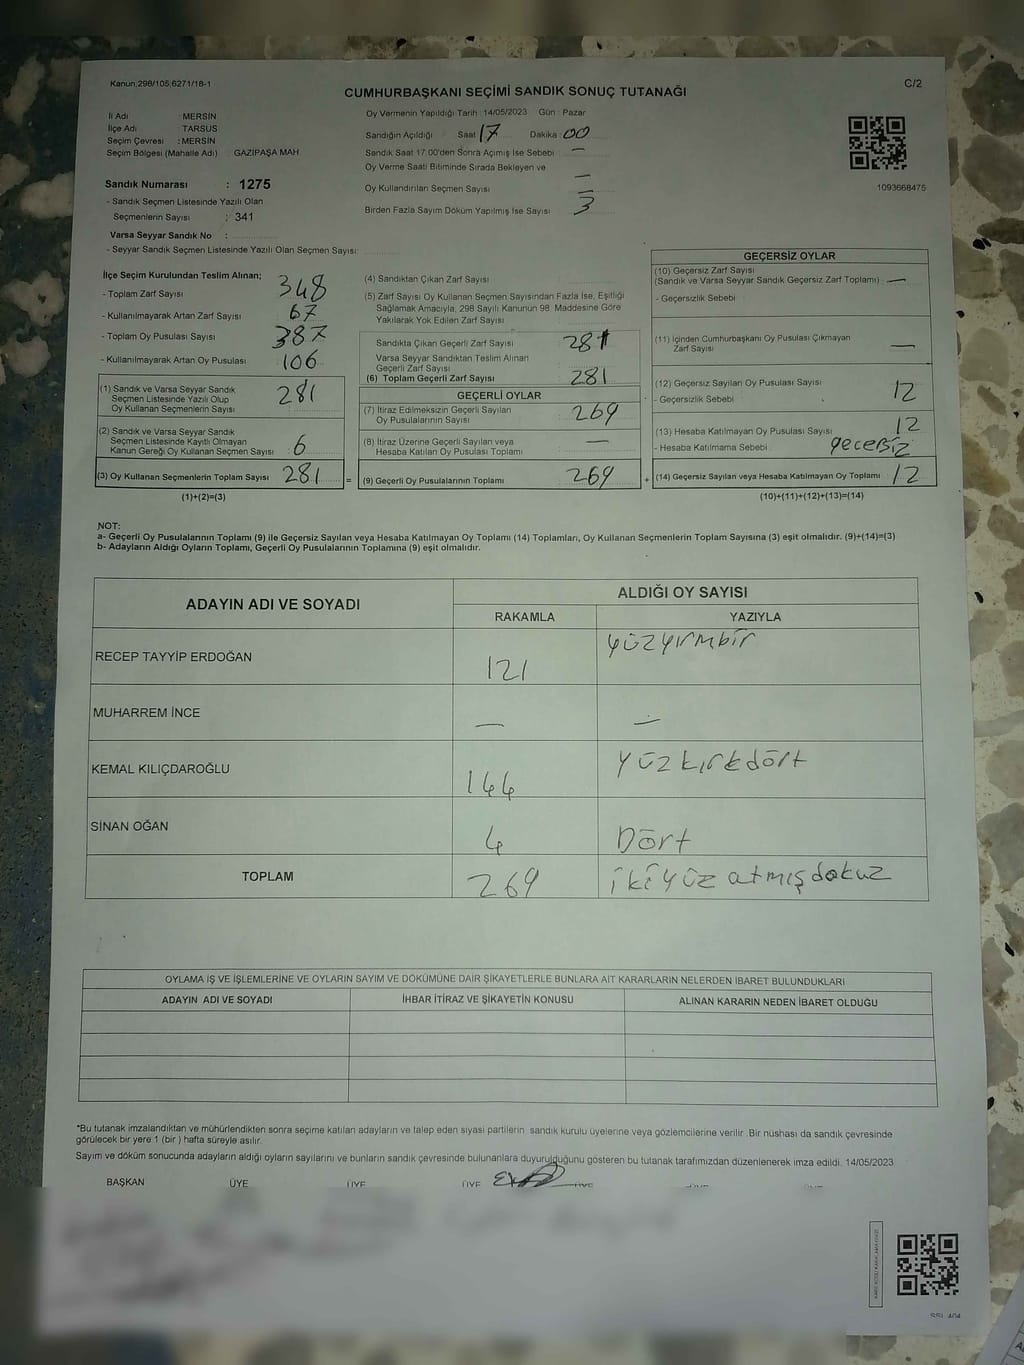 Kanun;298/105;6271/18-1
C/2
CUMHURBAŞKANI SEÇİMİ SANDIK SONUÇ TUTANAĞI
İl Adı : MERSİN
İlçe Adı : TARSUS
Seçim Çevresi : MERSİN
Seçim Bölgesi (Mahalle Adı) : GAZİPAŞA MAH
Sandık Numarası : 1275
- Sandık Seçmen Listesinde Yazılı Olan
Seçmenlerin Sayısı : 341
Varsa Seyyar Sandık No :
- Seyyar Sandık Seçmen Listesinde Yazılı Olan Seçmen Sayısı:
Oy Vermenin Yapıldığı Tarih :14/05/2023 Gün : Pazar
Sandığın Açıldığı Saat 17 Dakika 00
Sandık Saat 17:00'den Sonra Açımış İse Sebebi —
Oy Verme Saati Bitiminde Sırada Bekleyen ve
Oy Kullandırılan Seçmen Sayısı —
Birden Fazla Sayım Döküm Yapılmış İse Sayısı 3
1093668475
İlçe Seçim Kurulundan Teslim Alınan;
- Toplam Zarf Sayısı 348
- Kullanılmayarak Artan Zarf Sayısı 67
- Toplam Oy Pusulası Sayısı 387
- Kullanılmayarak Artan Oy Pusulası 106
(1) Sandık ve Varsa Seyyar Sandık
Seçmen Listesinde Yazılı Olup
Oy Kullanan Seçmenlerin Sayısı 281
(2) Sandık ve Varsa Seyyar Sandık
Seçmen Listesinde Kayıtlı Olmayan
Kanun Gereği Oy Kullanan Seçmen Sayısı 6
(3) Oy Kullanan Seçmenlerin Toplam Sayısı 281 =
(1)+(2)=(3)
(4) Sandıktan Çıkan Zarf Sayısı
(5) Zarf Sayısı Oy Kullanan Seçmen Sayısından Fazla İse, Eşitliği
Sağlamak Amacıyla, 298 Sayılı Kanunun 98. Maddesine Göre
Yakılarak Yok Edilen Zarf Sayısı
Sandıkta Çıkan Geçerli Zarf Sayısı 281
Varsa Seyyar Sandıktan Teslim Alınan
Geçerli Zarf Sayısı
(6) Toplam Geçerli Zarf Sayısı 281
GEÇERLİ OYLAR
(7) İtiraz Edilmeksizin Geçerli Sayılan
Oy Pusulalarının Sayısı 269
(8) İtiraz Üzerine Geçerli Sayılan veya
Hesaba Katılan Oy Pusulası Toplamı —
(9) Geçerli Oy Pusulalarının Toplamı 269 +
GEÇERSİZ OYLAR
(10) Geçersiz Zarf Sayısı
(Sandık ve Varsa Seyyar Sandık Geçersiz Zarf Toplamı) —
- Geçersizlik Sebebi
(11) İçinden Cumhurbaşkanı Oy Pusulası Çıkmayan
Zarf Sayısı —
(12) Geçersiz Sayılan Oy Pusulası Sayısı 12
- Geçersizlik Sebebi
(13) Hesaba Katılmayan Oy Pusulası Sayısı 12
- Hesaba Katılmama Sebebi
(14) Geçersiz Sayılan veya Hesaba Katılmayan Oy Toplamı 12
(10)+(11)+(12)+(13)=(14)
NOT:
a- Geçerli Oy Pusulalarının Toplamı (9) ile Geçersiz Sayılan veya Hesaba Katılmayan Oy Toplamı (14) Toplamları, Oy Kullanan Seçmenlerin Toplam Sayısına (3) eşit olmalıdır. (9)+(14)=(3)
b- Adayların Aldığı Oyların Toplamı, Geçerli Oy Pusulalarının Toplamına (9) eşit olmalıdır.
ADAYIN ADI VE SOYADI
ALDIĞI OY SAYISI
RAKAMLA YAZIYLA
RECEP TAYYİP ERDOĞAN 121 yüzyirmbir
MUHARREM İNCE — —
KEMAL KILIÇDAROĞLU 144 yüzkırkdört
SİNAN OĞAN 4 Dört
TOPLAM 269 ikiyüz atmışdokuz
OYLAMA İŞ VE İŞLEMLERİNE VE OYLARIN SAYIM VE DÖKÜMÜNE DAİR ŞİKAYETLERLE BUNLARA AİT KARARLARIN NELERDEN İBARET BULUNDUKLARI
ADAYIN ADI VE SOYADI İHBAR İTİRAZ VE ŞİKAYETİN KONUSU ALINAN KARARIN NEDEN İBARET OLDUĞU
*Bu tutanak imzalandıktan ve mühürlendikten sonra seçime katılan adayların ve talep eden siyasi partilerin sandık kurulu üyelerine veya gözlemcilerine verilir. Bir nüshası da sandık çevresinde
görülecek bir yere 1 (bir ) hafta süreyle asılır.
Sayım ve döküm sonucunda adayların aldığı oyların sayılarını ve bunların sandık çevresinde bulunanlara duyurulduğunu gösteren bu tutanak tarafımızdan düzenlenerek imza edildi. 14/05/2023
BAŞKAN ÜYE ÜYE ÜYE ÜYE